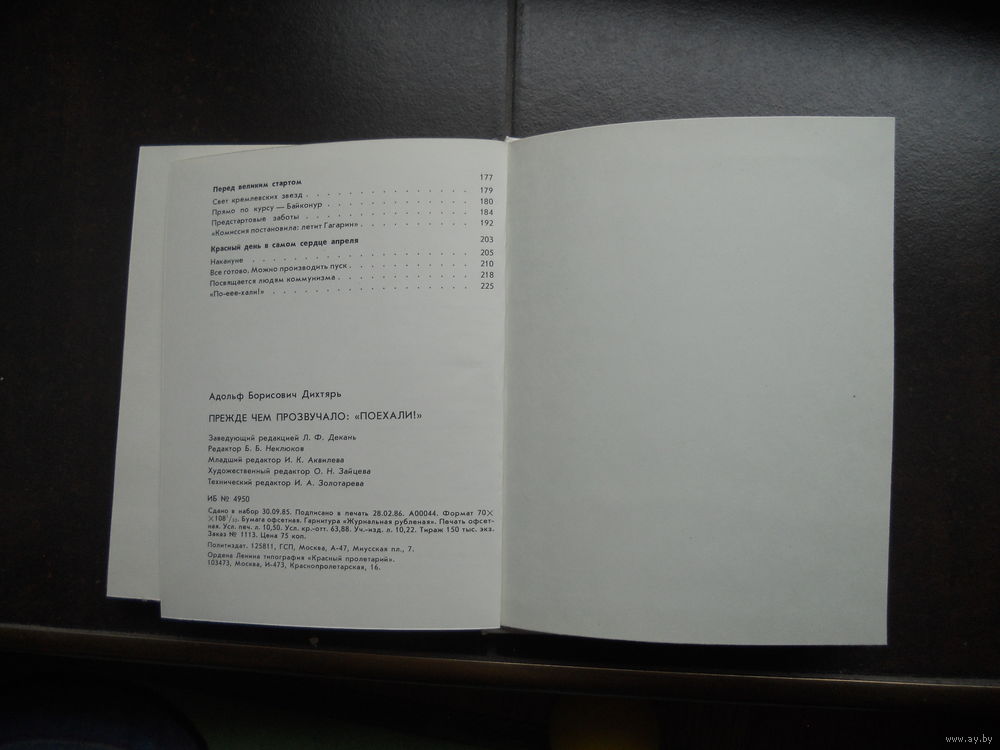 Перед великим стартом 177
Свет кремлевских звезд . . . . . . . . . . . . 179
Прямо по курсу — Байконур . . . . . . . . . . . 180
Предстартовые заботы . . . . . . . . . . . . 184
«Комиссия постановила: летит Гагарин» . . . . . . . . 192
Красный день в самом сердце апреля 203
Накануне . . . . . . . . . . . . . . . 205
Все готово. Можно производить пуск . . . . . . . . . 210
Посвящается людям коммунизма . . . . . . . . . . 218
«По-еее-хали!» . . . . . . . . . . . . . . 225
Адольф Борисович Дихтярь
ПРЕЖДЕ ЧЕМ ПРОЗВУЧАЛО: «ПОЕХАЛИ!»
Заведующий редакцией Л. Ф. Декань
Редактор Б. Б. Неклюков
Младший редактор И. К. Аквилева
Художественный редактор О. Н. Зайцева
Технический редактор И. А. Золотарева
ИБ № 4950
Сдано в набор 30.09.85. Подписано в печать 28.02.86. А00044. Формат 70×
×108¹/₃₂. Бумага офсетная. Гарнитура «Журнальная рубленая». Печать офсет-
ная. Усл. печ. л. 10,50. Усл. кр.-отт. 63,88. Уч.-изд. л. 10,22. Тираж 150 тыс. экз.
Заказ № 1113. Цена 75 коп.
Политиздат. 125811, ГСП, Москва, А-47, Миусская пл., 7.
Ордена Ленина типография «Красный пролетарий».
103473, Москва, И-473, Краснопролетарская, 16.
www.ay.by